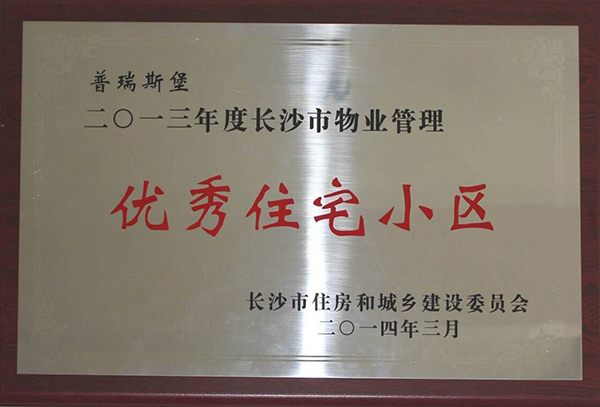 普瑞斯堡
二〇一三年度长沙市物业管理
优秀住宅小区
长沙市住房和城乡建设委员会
二〇一四年三月